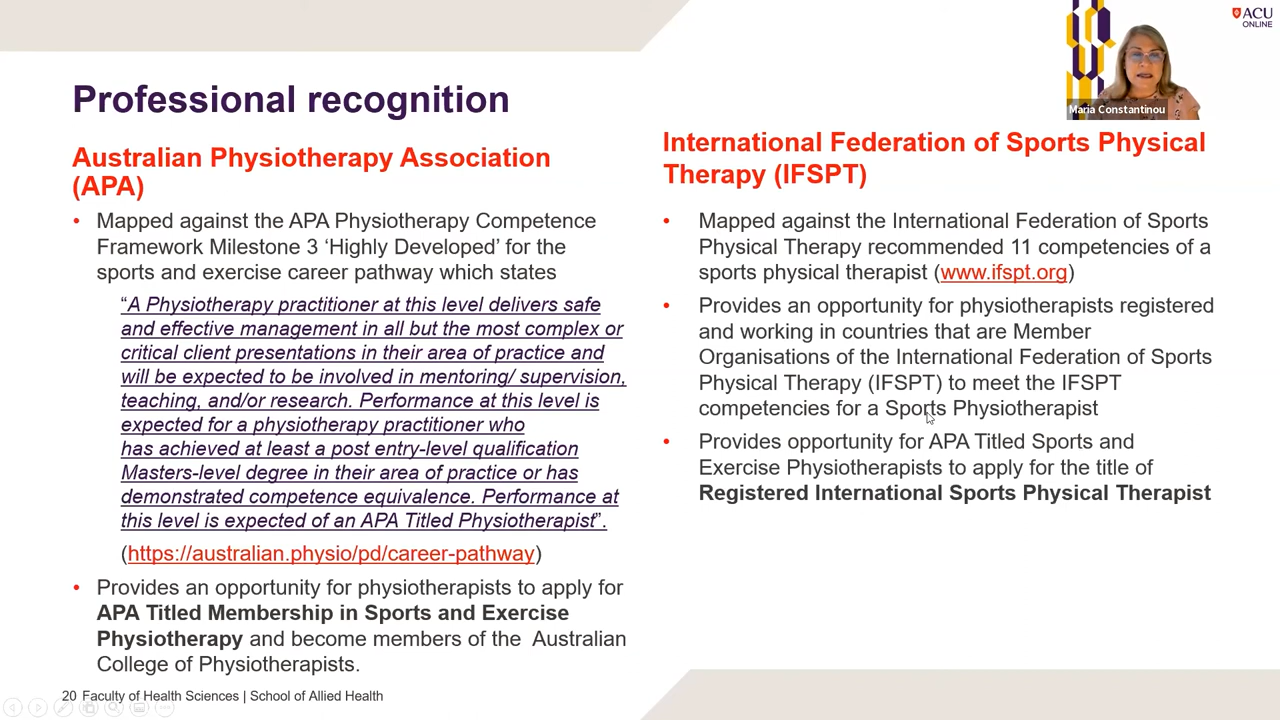 ACU
ONLINE
Maria Constantinou
Professional recognition
Australian Physiotherapy Association
(APA)
• Mapped against the APA Physiotherapy Competence
Framework Milestone 3 ‘Highly Developed’ for the
sports and exercise career pathway which states
“A Physiotherapy practitioner at this level delivers safe
and effective management in all but the most complex or
critical client presentations in their area of practice and
will be expected to be involved in mentoring/ supervision,
teaching, and/or research. Performance at this level is
expected for a physiotherapy practitioner who
has achieved at least a post entry-level qualification
Masters-level degree in their area of practice or has
demonstrated competence equivalence. Performance at
this level is expected of an APA Titled Physiotherapist”.
(https://australian.physio/pd/career-pathway)
• Provides an opportunity for physiotherapists to apply for
APA Titled Membership in Sports and Exercise
Physiotherapy and become members of the Australian
College of Physiotherapists.
International Federation of Sports Physical
Therapy (IFSPT)
• Mapped against the International Federation of Sports
Physical Therapy recommended 11 competencies of a
sports physical therapist (www.ifspt.org)
• Provides an opportunity for physiotherapists registered
and working in countries that are Member
Organisations of the International Federation of Sports
Physical Therapy (IFSPT) to meet the IFSPT
competencies for a Sports Physiotherapist
• Provides opportunity for APA Titled Sports and
Exercise Physiotherapists to apply for the title of
Registered International Sports Physical Therapist
20 Faculty of Health Sciences | School of Allied Health